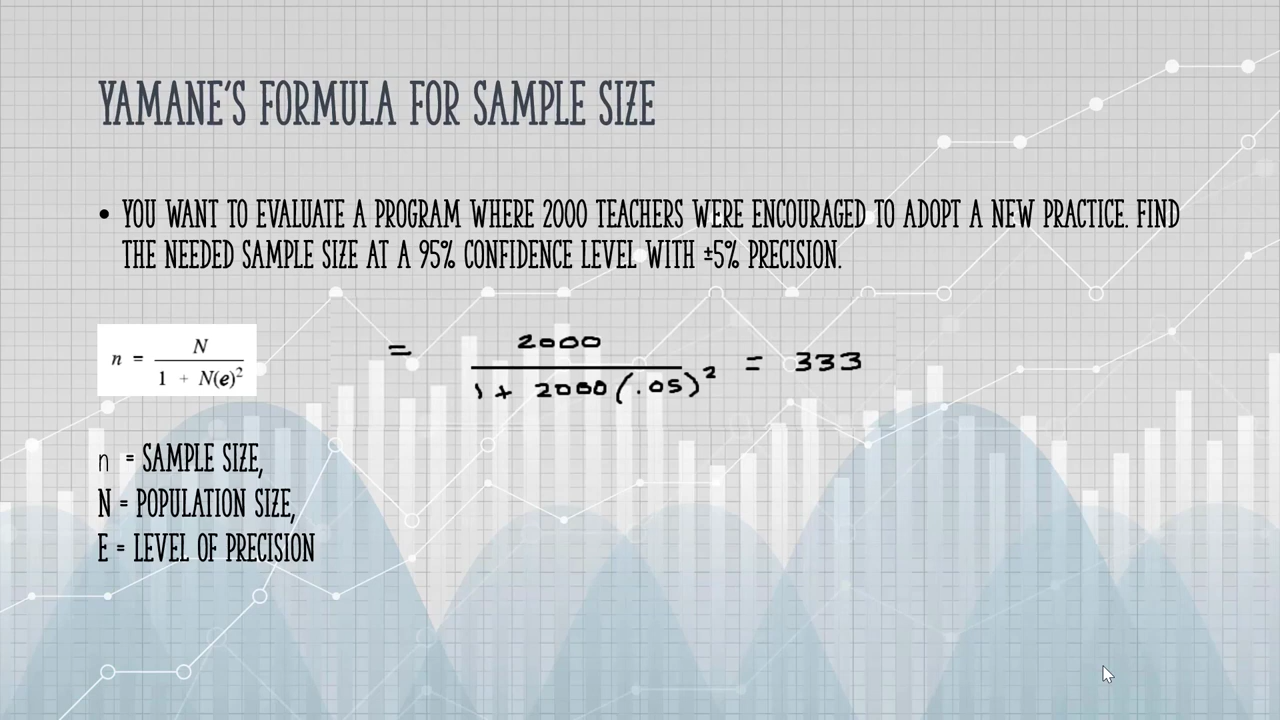 YAMANE'S FORMULA FOR SAMPLE SIZE
• YOU WANT TO EVALUATE A PROGRAM WHERE 2000 TEACHERS WERE ENCOURAGED TO ADOPT A NEW PRACTICE. FIND
THE NEEDED SAMPLE SIZE AT A 95% CONFIDENCE LEVEL WITH ±5% PRECISION.
n = N / 1 + N(e)² = 2000 / 1 + 2000 (.05)² = 333
n = SAMPLE SIZE,
N = POPULATION SIZE,
E = LEVEL OF PRECISION